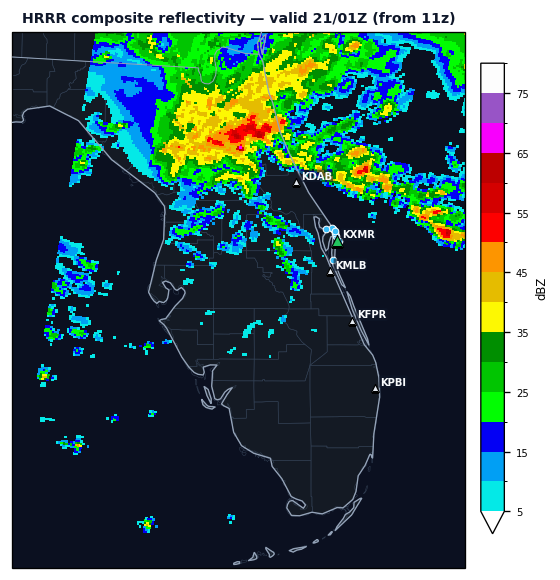 HRRR composite reflectivity — valid 21/01Z (from 11z)
KDAB
KXMR
KMLB
KFPR
KPBI
75
65
55
45
35
25
15
5
dBZ